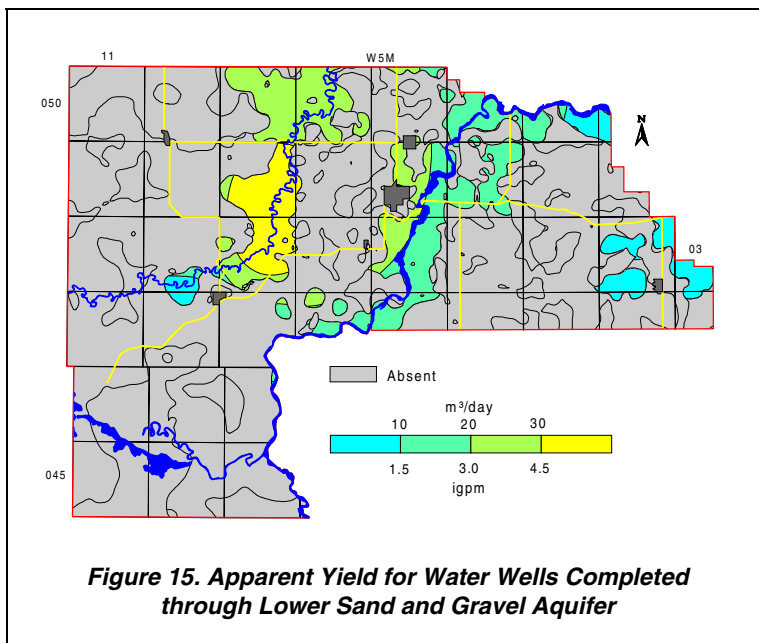 11
W5M
050
N
03
Absent
m³/day
10 20 30
1.5 3.0 4.5
igpm
045
Figure 15. Apparent Yield for Water Wells Completed
through Lower Sand and Gravel Aquifer